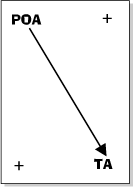 POA +
+ TA